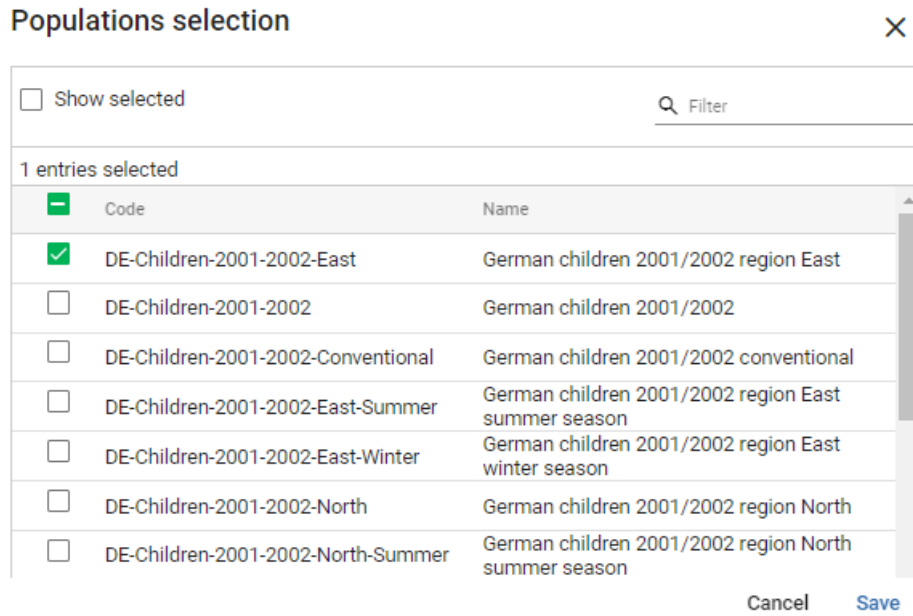 Populations selection
Show selected
Filter
1 entries selected
Code Name
DE-Children-2001-2002-East German children 2001/2002 region East
DE-Children-2001-2002 German children 2001/2002
DE-Children-2001-2002-Conventional German children 2001/2002 conventional
DE-Children-2001-2002-East-Summer German children 2001/2002 region East
summer season
DE-Children-2001-2002-East-Winter German children 2001/2002 region East
winter season
DE-Children-2001-2002-North German children 2001/2002 region North
DE-Children-2001-2002-North-Summer German children 2001/2002 region North
summer season
Cancel Save